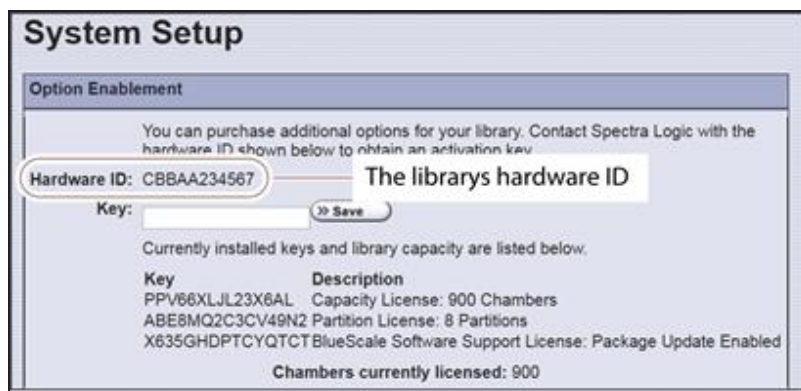 System Setup
Option Enablement
You can purchase additional options for your library. Contact Spectra Logic with the
hardware ID shown below to obtain an activation key.
Hardware ID: CBBAA234567
The librarys hardware ID
Key:
» Save
Currently installed keys and library capacity are listed below.
Key Description
PPV66XLJL23X6AL Capacity License: 900 Chambers
ABE8MQ2C3CV49N2 Partition License: 8 Partitions
X635GHDPTCYQTCT BlueScale Software Support License: Package Update Enabled
Chambers currently licensed: 900